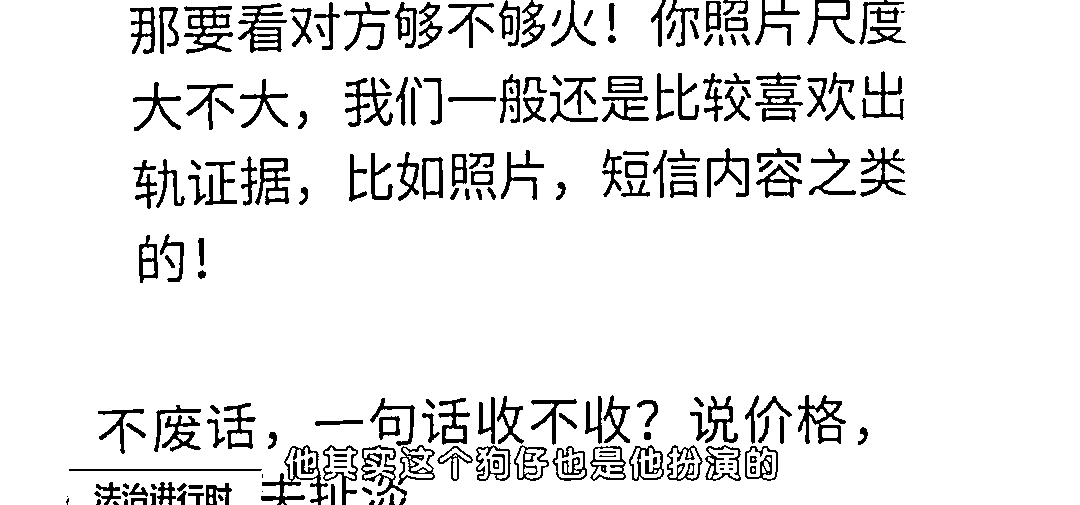 那要看对方够不够火！你照片尺度
大不大，我们一般还是比较喜欢出
轨证据，比如照片，短信内容之类
的！
不废话，一句话收不收？说价格，
他其实这个狗仔也是他扮演的
法治进行时